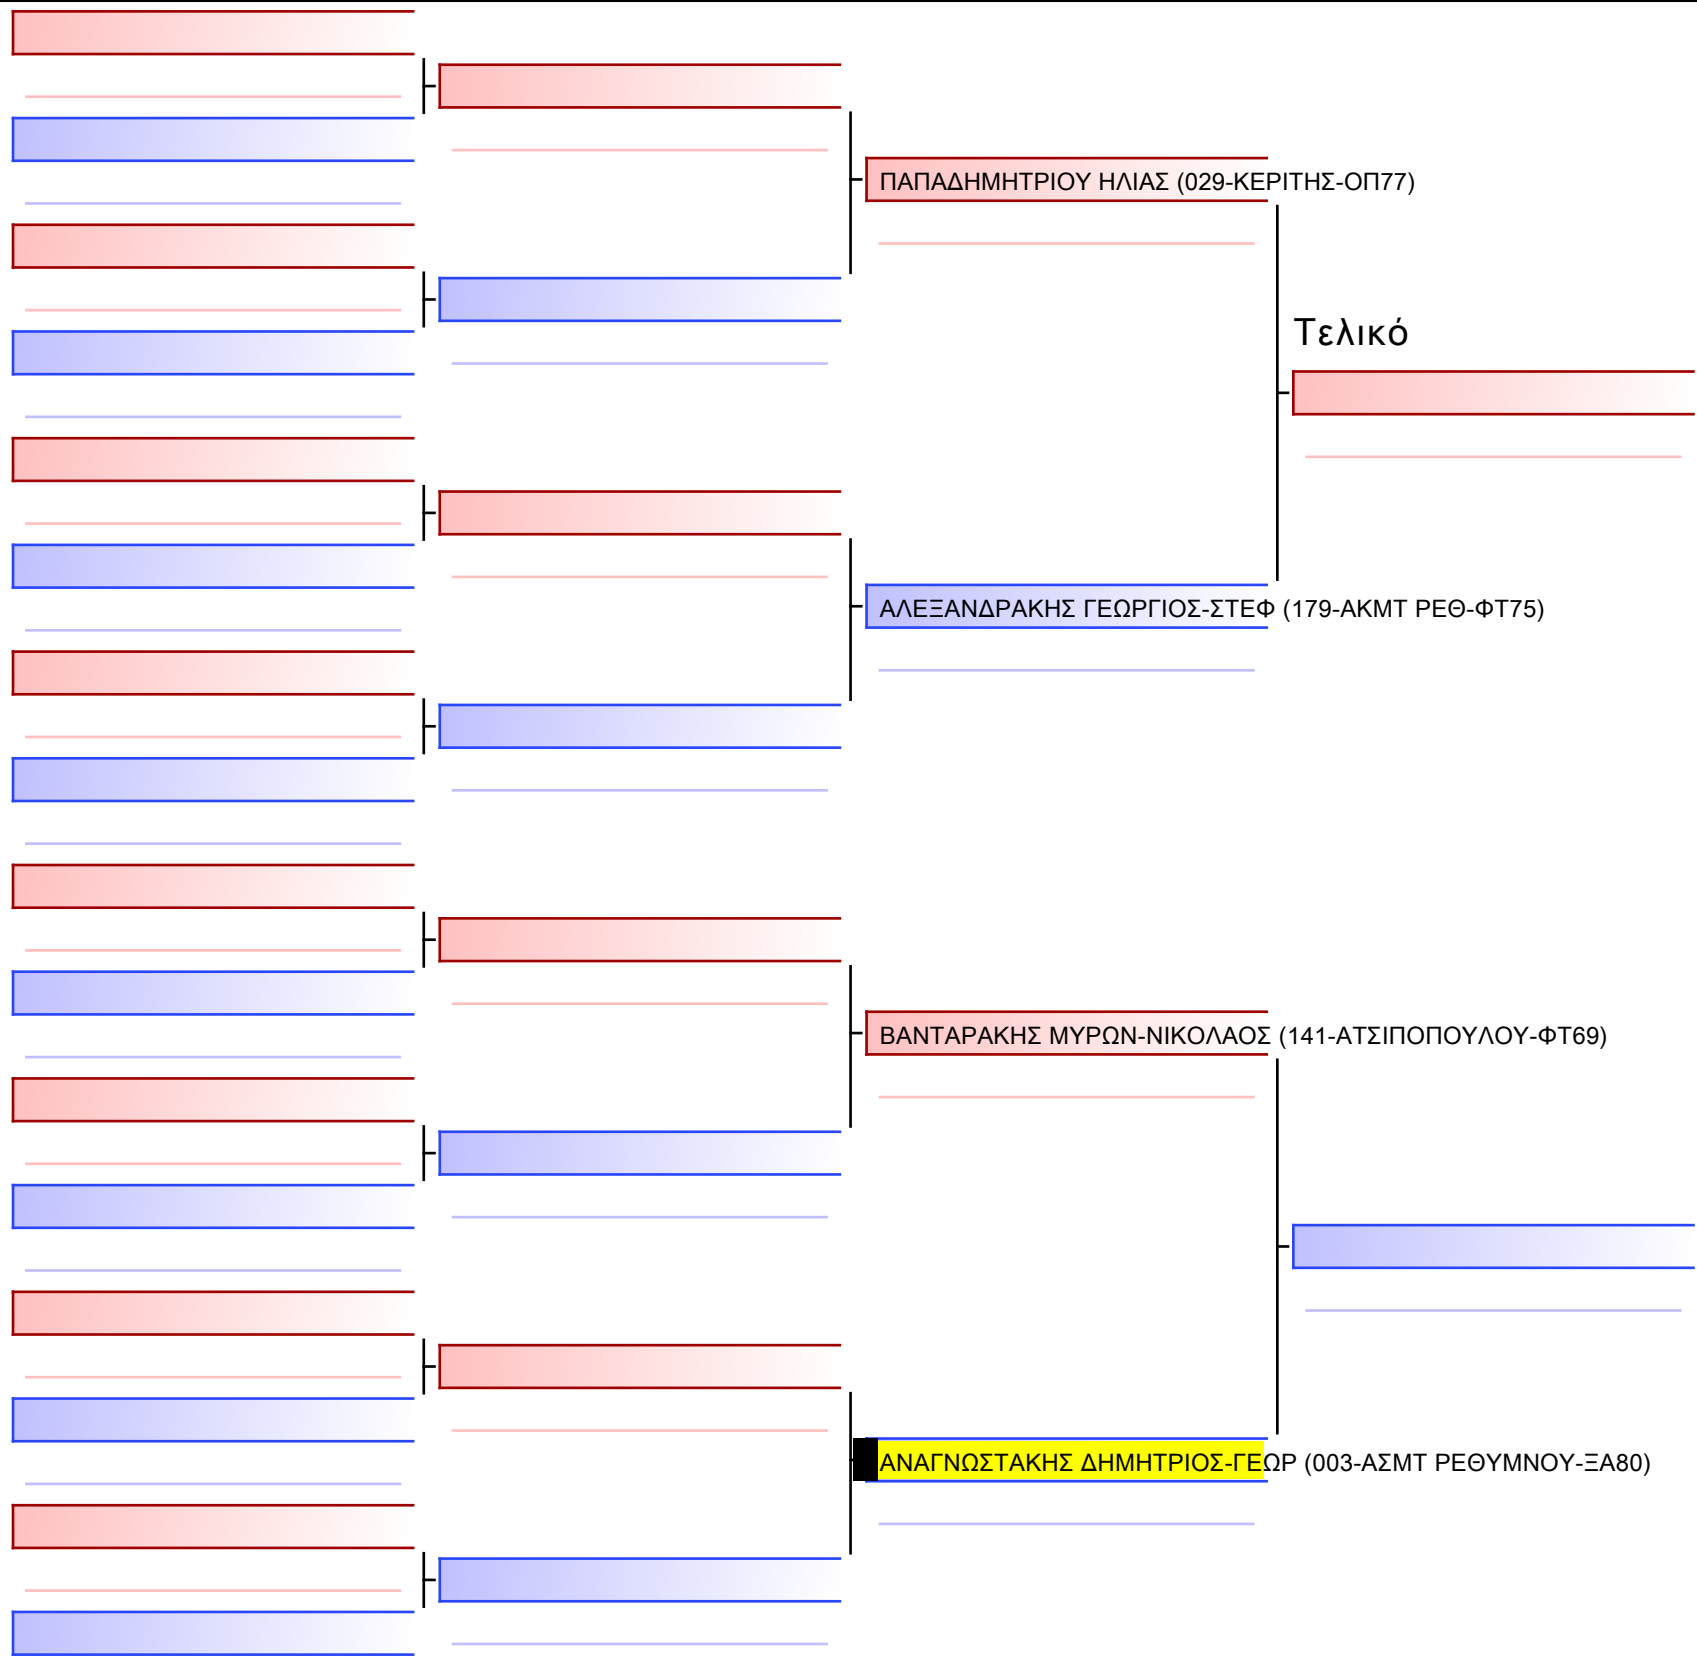 ΠΑΠΑΔΗΜΗΤΡΙΟΥ ΗΛΙΑΣ (029-ΚΕΡΙΤΗΣ-ΟΠ77)
Τελικό
ΑΛΕΞΑΝΔΡΑΚΗΣ ΓΕΩΡΓΙΟΣ-ΣΤΕΦ (179-ΑΚΜΤ ΡΕΘ-ΦΤ75)
ΒΑΝΤΑΡΑΚΗΣ ΜΥΡΩΝ-ΝΙΚΟΛΑΟΣ (141-ΑΤΣΙΠΟΠΟΥΛΟΥ-ΦΤ69)
ΑΝΑΓΝΩΣΤΑΚΗΣ ΔΗΜΗΤΡΙΟΣ-ΓΕΩΡ (003-ΑΣΜΤ ΡΕΘΥΜΝΟΥ-ΞΑ80)